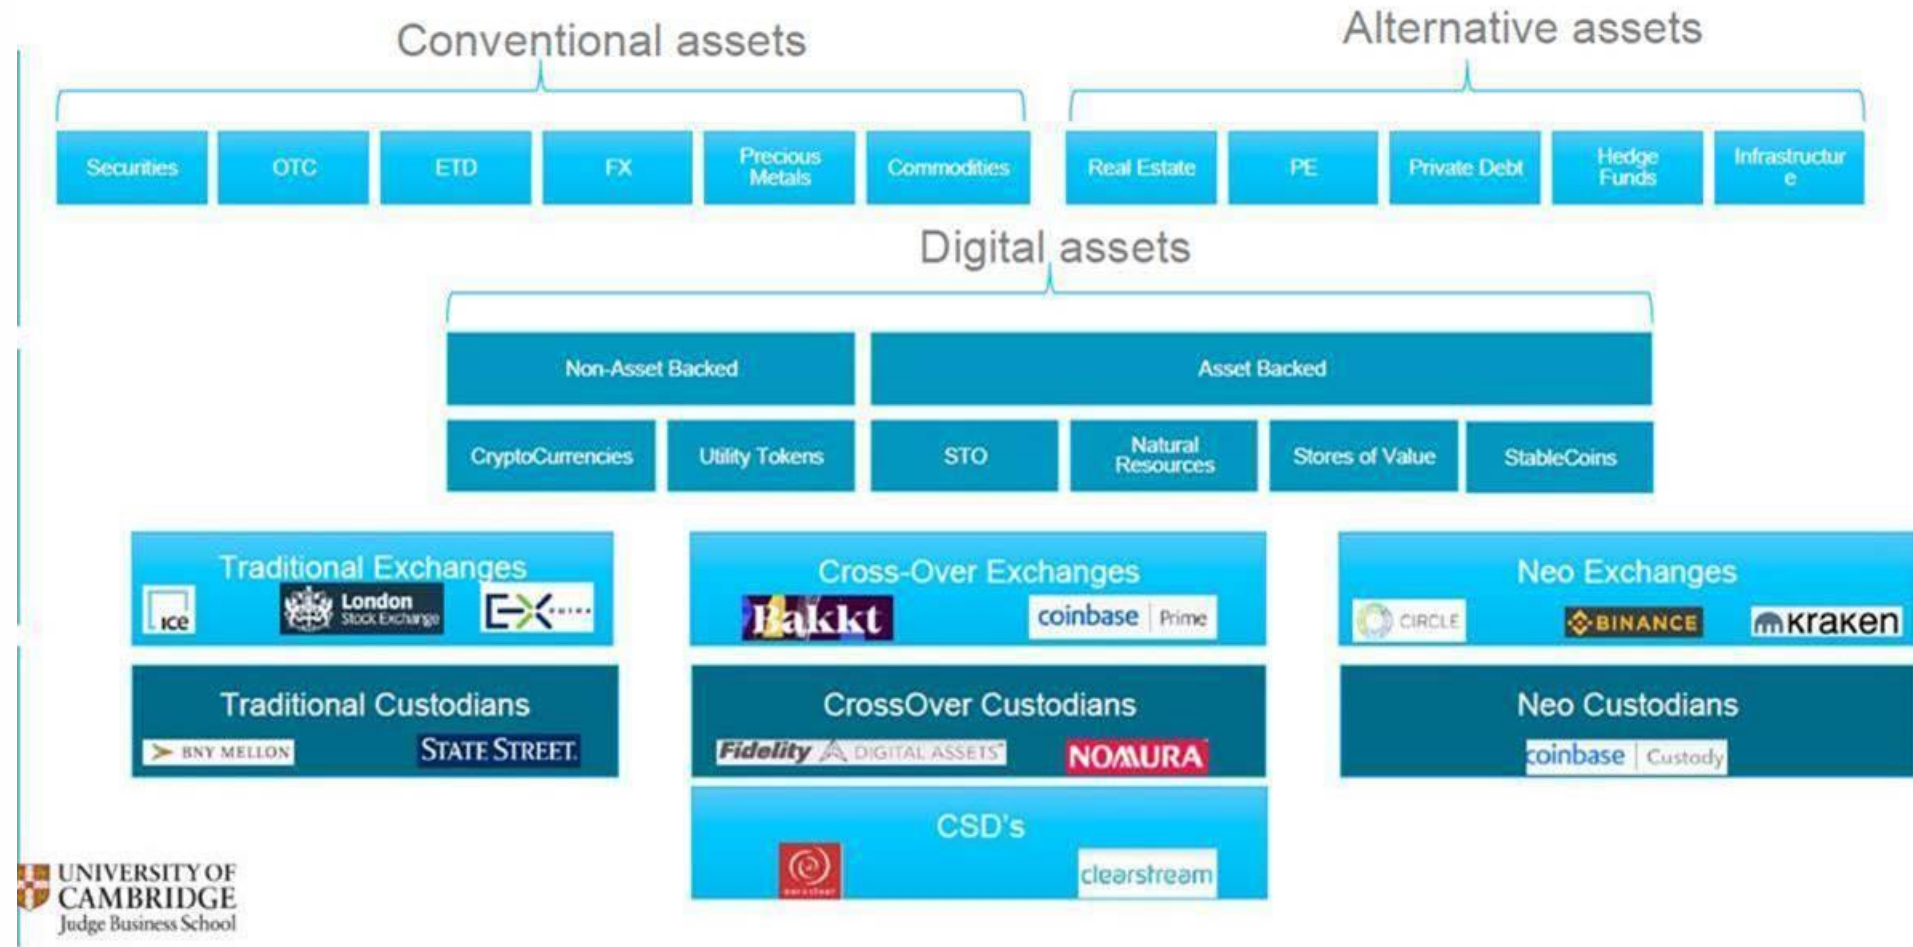 Conventional assets
Alternative assets
Securities
OTC
ETD
FX
Precious
Metals
Commodities
Real Estate
PE
Private Debt
Hedge
Funds
Infrastructur
e
Digital assets
Non-Asset Backed
Asset Backed
CryptoCurrencies
Utility Tokens
STO
Natural
Resources
Stores of Value
StableCoins
Traditional Exchanges
ice
London
Stock Exchange
Cross-Over Exchanges
Bakkt
coinbase | Prime
Neo Exchanges
CIRCLE
BINANCE
kraken
Traditional Custodians
BNY MELLON
STATE STREET.
CrossOver Custodians
Fidelity DIGITAL ASSETS
NOMURA
Neo Custodians
coinbase | Custody
CSD's
clearstream
UNIVERSITY OF
CAMBRIDGE
Judge Business School